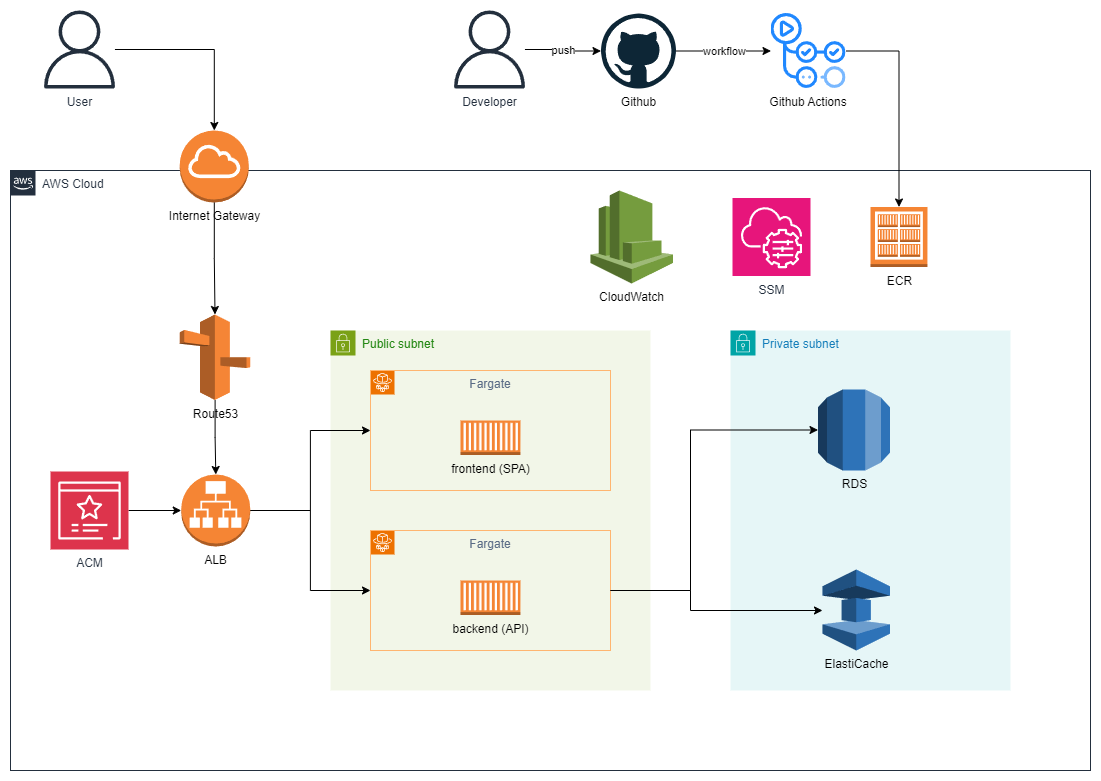 User
Developer
push
Github
workflow
Github Actions
aws
AWS Cloud
Internet Gateway
CloudWatch
SSM
ECR
Route53
Public subnet
Fargate
frontend (SPA)
Private subnet
RDS
ACM
ALB
Fargate
backend (API)
ElastiCache